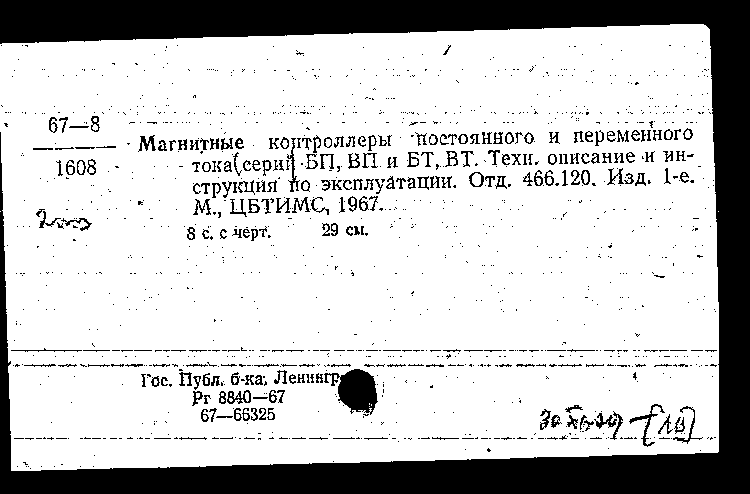 67—8
1608
Магнитные контроллеры постоянного и переменного
тока (серий БП, ВП и БТ, ВТ. Техн. описание и ин-
струкция по эксплуатации. Отд. 466.120. Изд. 1-е.
М., ЦБТИМС, 1967.
8 с. с черт. 29 см.
Гос. Публ. б-ка. Ленингр
Рг 8840—67
67—66325